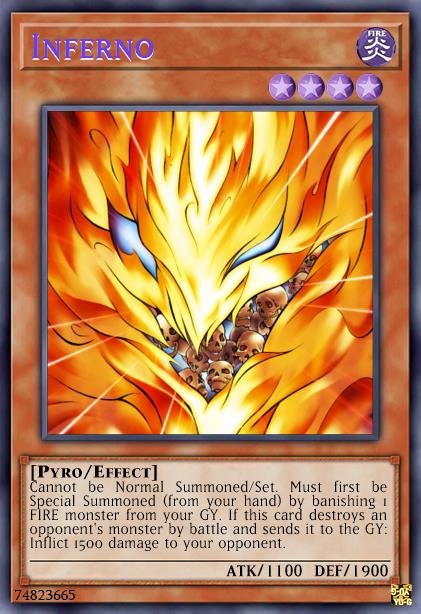 INFERNO
FIRE
炎
[PYRO/EFFECT]
Cannot be Normal Summoned/Set. Must first be
Special Summoned (from your hand) by banishing 1
FIRE monster from your GY. If this card destroys an
opponent's monster by battle and sends it to the GY:
Inflict 1500 damage to your opponent.
ATK/1100 DEF/1900
74823665